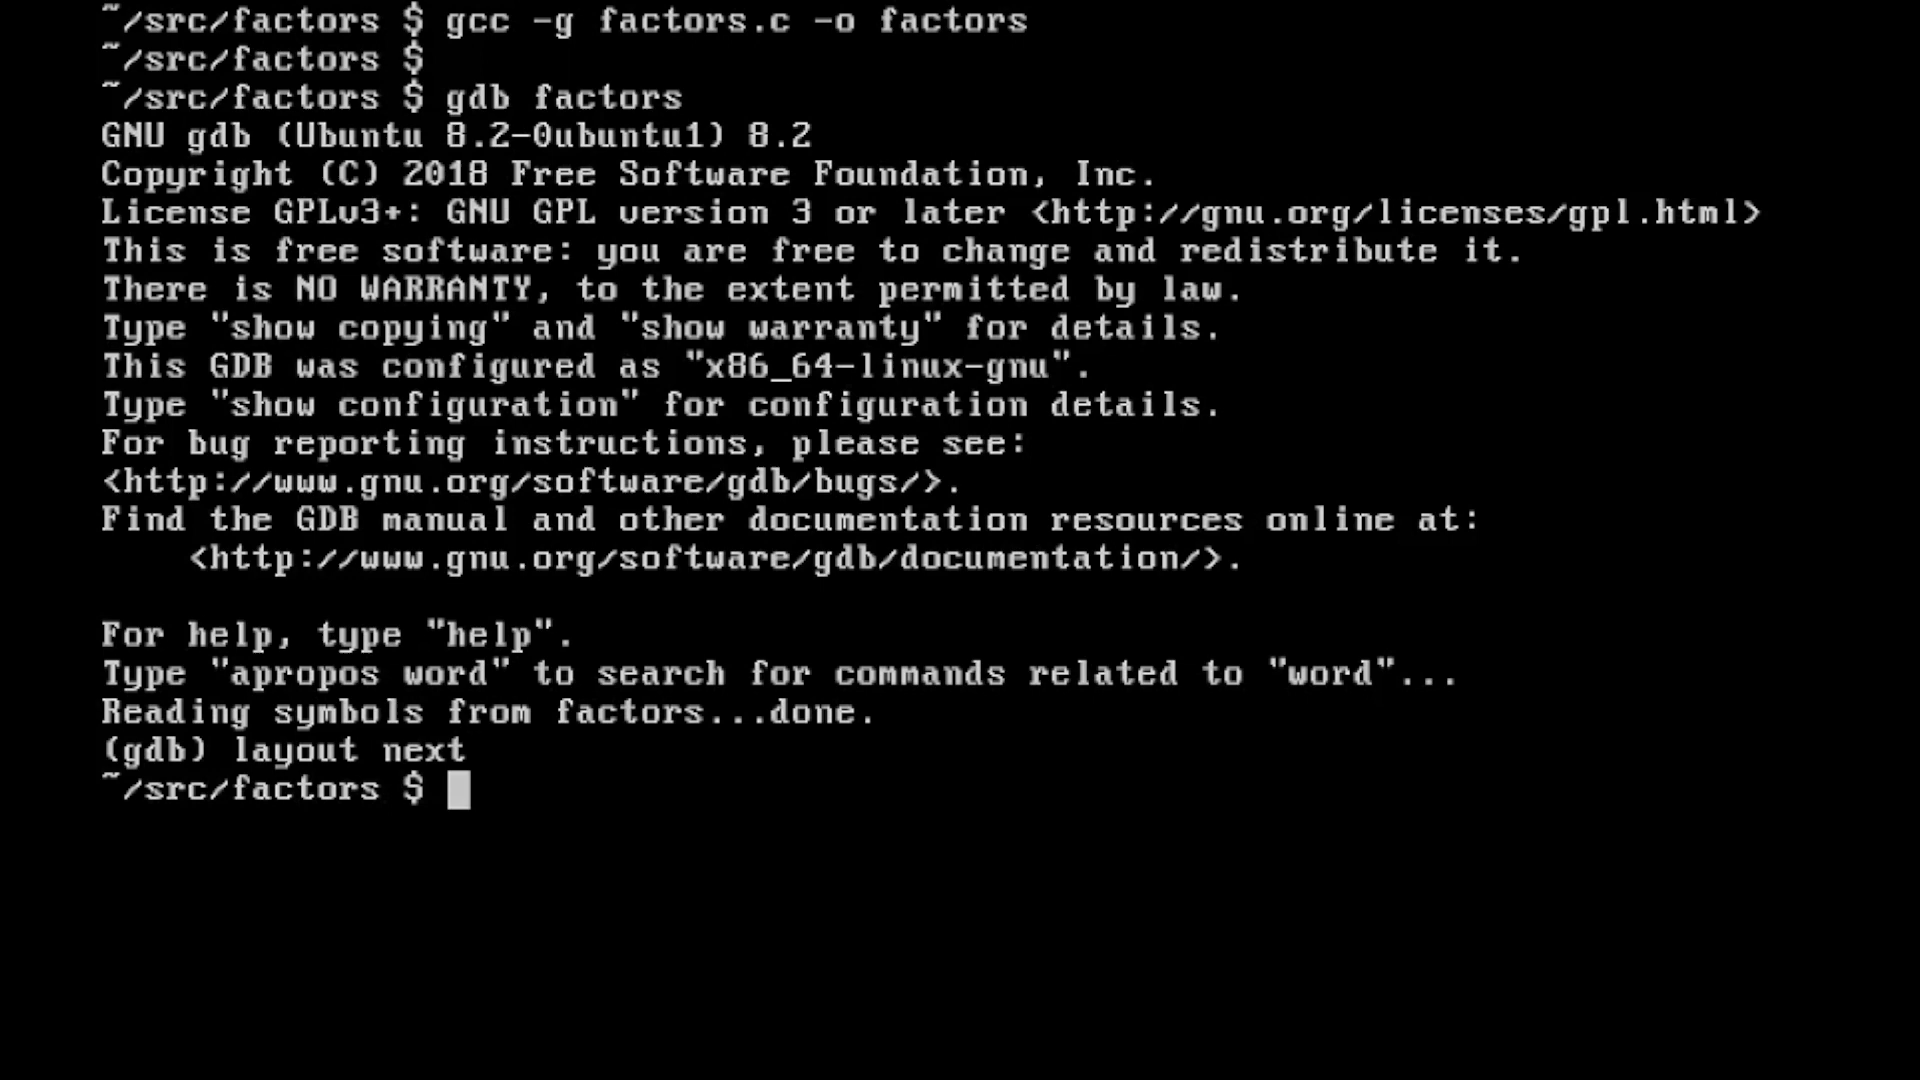 ~/src/factors $ gcc -g factors.c -o factors
~/src/factors $
~/src/factors $ gdb factors
GNU gdb (Ubuntu 8.2-0ubuntu1) 8.2
Copyright (C) 2018 Free Software Foundation, Inc.
License GPLv3+: GNU GPL version 3 or later <http://gnu.org/licenses/gpl.html>
This is free software: you are free to change and redistribute it.
There is NO WARRANTY, to the extent permitted by law.
Type "show copying" and "show warranty" for details.
This GDB was configured as "x86_64-linux-gnu".
Type "show configuration" for configuration details.
For bug reporting instructions, please see:
<http://www.gnu.org/software/gdb/bugs/>.
Find the GDB manual and other documentation resources online at:
    <http://www.gnu.org/software/gdb/documentation/>.

For help, type "help".
Type "apropos word" to search for commands related to "word"...
Reading symbols from factors...done.
(gdb) layout next
~/src/factors $